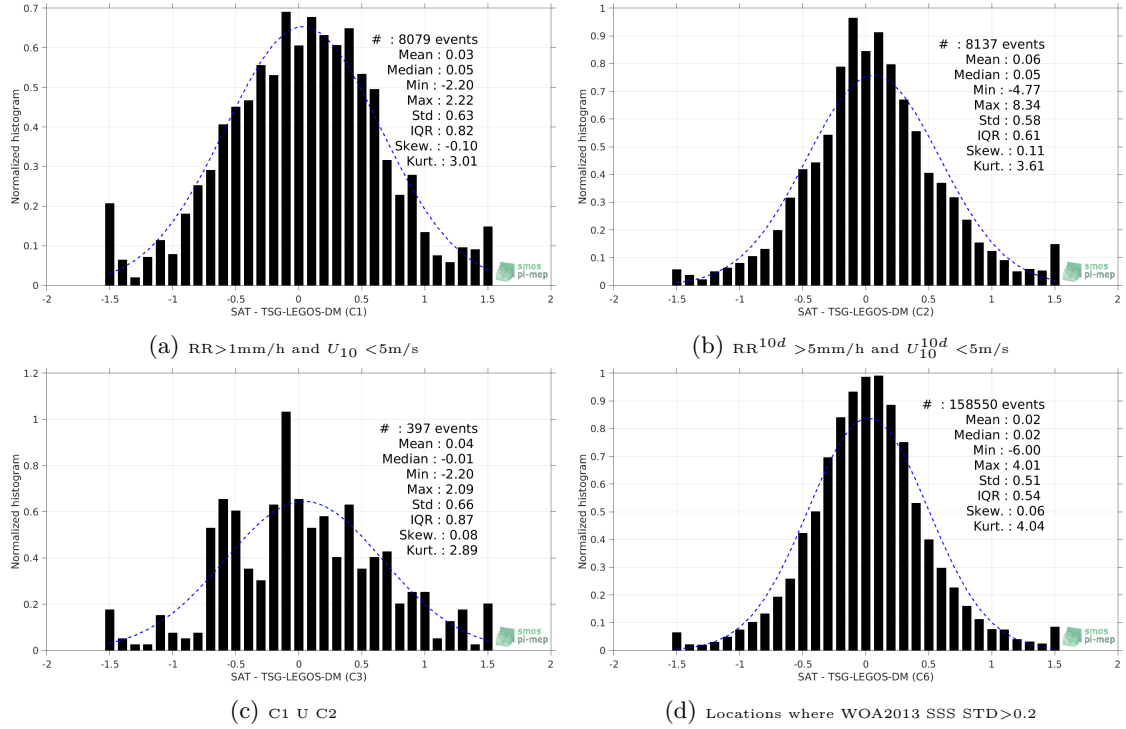 0.7
0.6
0.5
0.4
0.3
0.2
0.1
0
Normalized histogram
# : 8079 events
Mean : 0.03
Median : 0.05
Min : -2.20
Max : 2.22
Std : 0.63
IQR : 0.82
Skew. : -0.10
Kurt. : 3.01
smos
pi-mep
-2 -1.5 -1 -0.5 0 0.5 1 1.5 2
SAT - TSG-LEGOS-DM (C1)
(a) RR>1mm/h and U10 <5m/s
1
0.9
0.8
0.7
0.6
0.5
0.4
0.3
0.2
0.1
0
Normalized histogram
# : 8137 events
Mean : 0.06
Median : 0.05
Min : -4.77
Max : 8.34
Std : 0.58
IQR : 0.61
Skew. : 0.11
Kurt. : 3.61
smos
pi-mep
-2 -1.5 -1 -0.5 0 0.5 1 1.5 2
SAT - TSG-LEGOS-DM (C2)
(b) RR^10d >5mm/h and U10^10d <5m/s
1.2
1
0.8
0.6
0.4
0.2
0
Normalized histogram
# : 397 events
Mean : 0.04
Median : -0.01
Min : -2.20
Max : 2.09
Std : 0.66
IQR : 0.87
Skew. : 0.08
Kurt. : 2.89
smos
pi-mep
-2 -1.5 -1 -0.5 0 0.5 1 1.5 2
SAT - TSG-LEGOS-DM (C3)
(c) C1 U C2
1
0.9
0.8
0.7
0.6
0.5
0.4
0.3
0.2
0.1
0
Normalized histogram
# : 158550 events
Mean : 0.02
Median : 0.02
Min : -6.00
Max : 4.01
Std : 0.51
IQR : 0.54
Skew. : 0.06
Kurt. : 4.04
smos
pi-mep
-2 -1.5 -1 -0.5 0 0.5 1 1.5 2
SAT - TSG-LEGOS-DM (C6)
(d) Locations where WOA2013 SSS STD>0.2